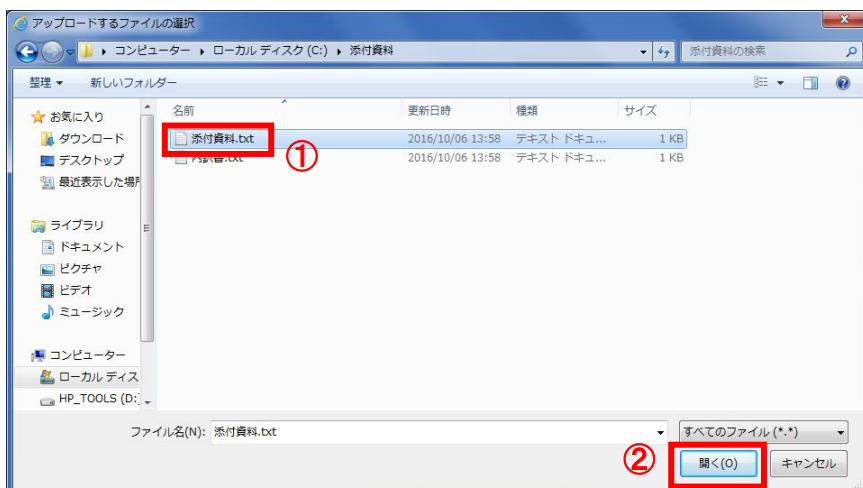 アップロードするファイルの選択
コンピューター ▸ ローカル ディスク (C:) ▸ 添付資料
添付資料の検索
整理 新しいフォルダー
名前 更新日時 種類 サイズ
添付資料.txt 2016/10/06 13:58 テキスト ドキュ... 1 KB
①
内訳書.txt 2016/10/06 13:58 テキスト ドキュ... 1 KB
お気に入り
ダウンロード
デスクトップ
最近表示した場所
ライブラリ
ドキュメント
ピクチャ
ビデオ
ミュージック
コンピューター
ローカル ディス
HP_TOOLS (D:)
ファイル名(N): 添付資料.txt すべてのファイル (*.*)
②
開く(O) キャンセル